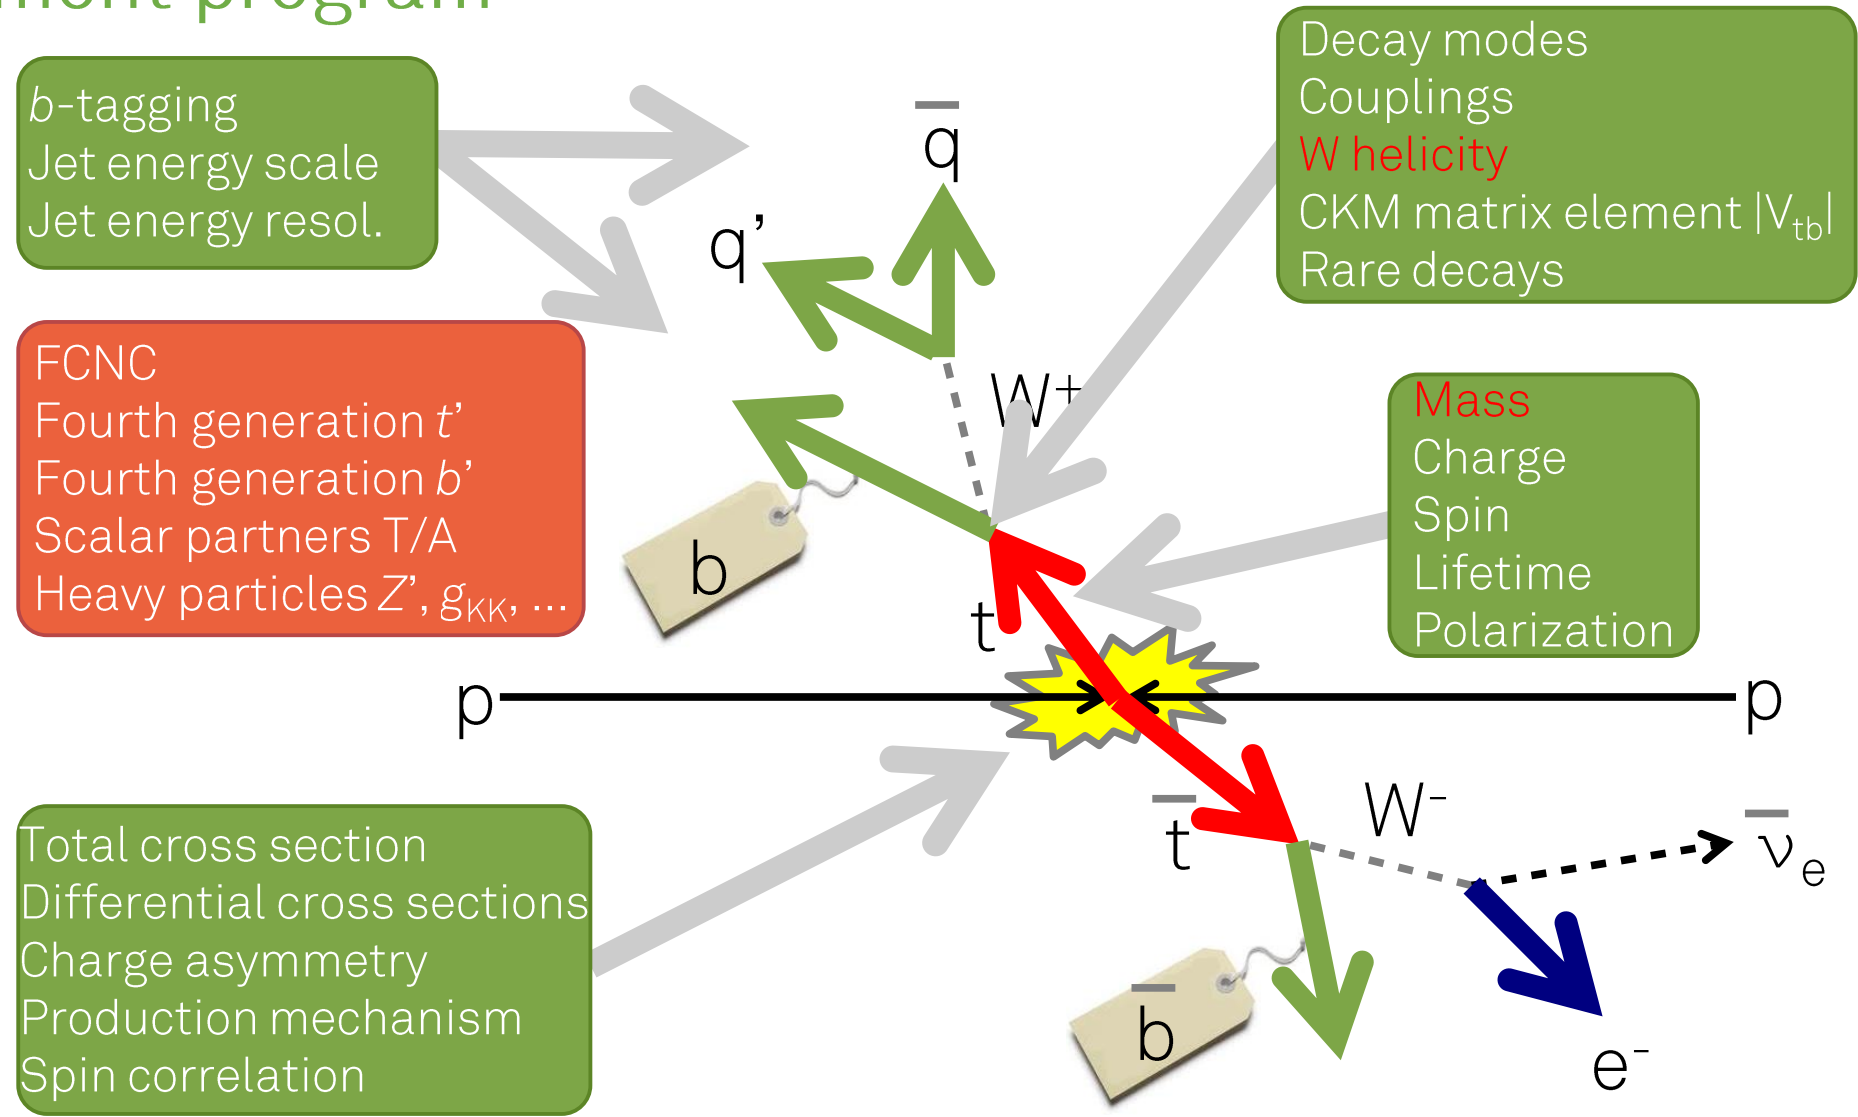 program
b-tagging
Jet energy scale
Jet energy resol.
FCNC
Fourth generation t’
Fourth generation b’
Scalar partners T/A
Heavy particles Z’, gKK, ...
Total cross section
Differential cross sections
Charge asymmetry
Production mechanism
Spin correlation
Decay modes
Couplings
W helicity
CKM matrix element |Vtb|
Rare decays
Mass
Charge
Spin
Lifetime
Polarization
q̅
q’
W+
b
t
p
p
t̅
W-
ν̅e
b̅
e-